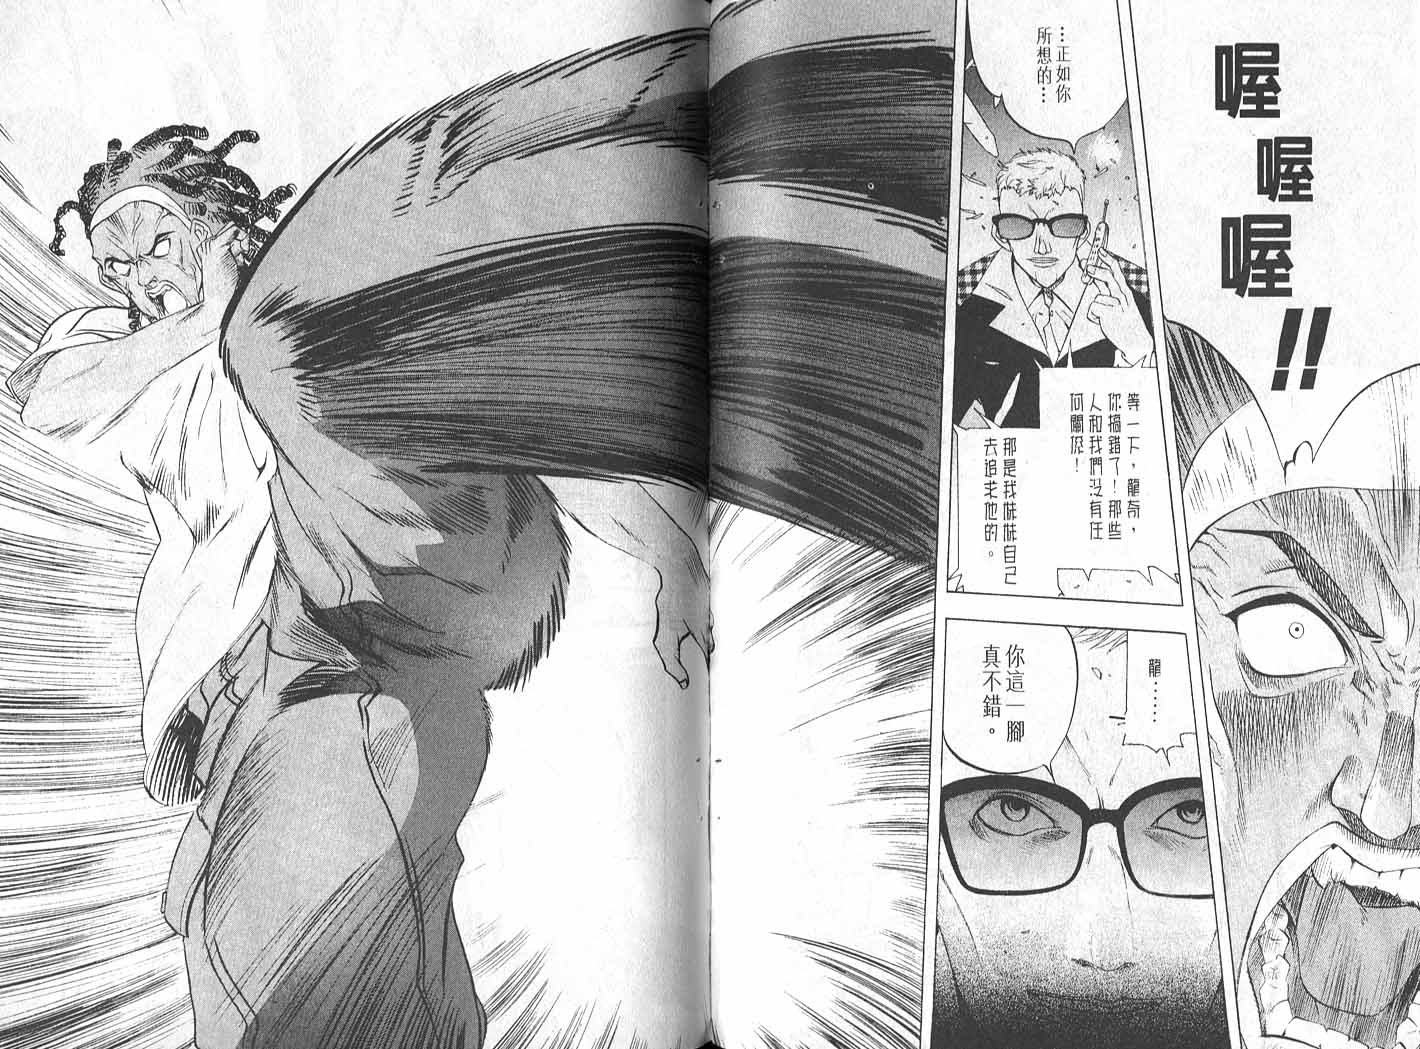 喔
喔
喔
!!
…正如你
所想的…
等一下，龍奇，
你搞錯了！那些
人和我們沒有任
何關係！
那是我妹妹自己
去追求他的。
龍……
你這一腳
真不錯。